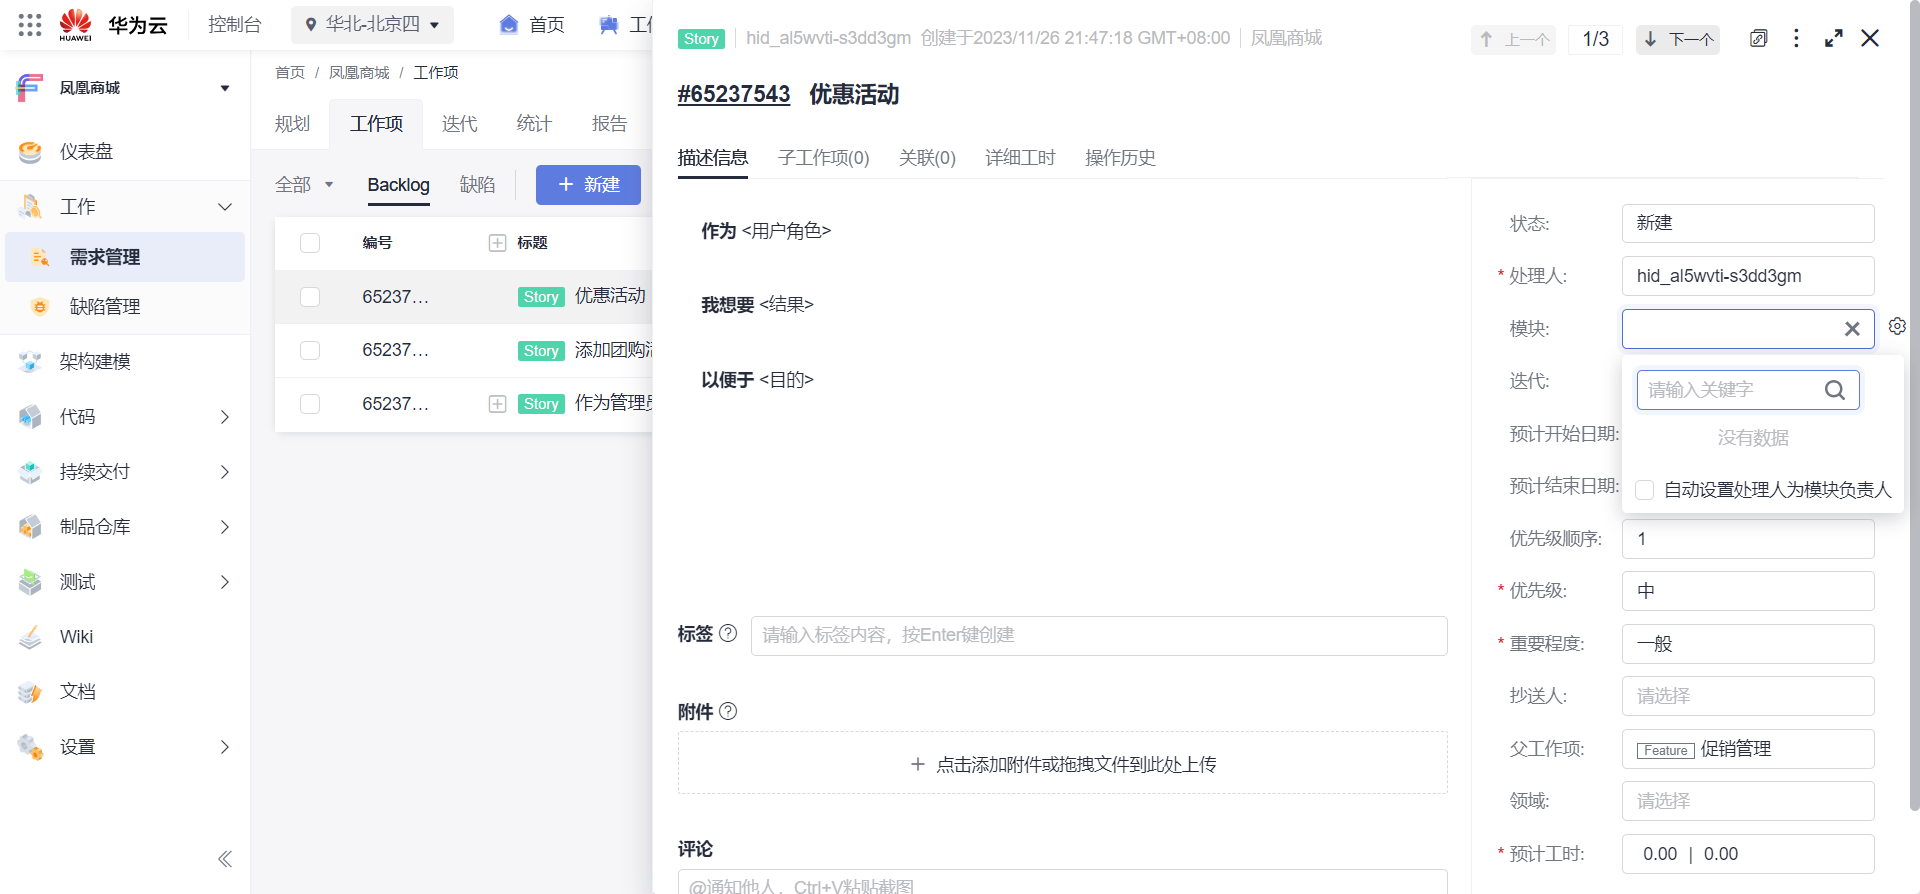 HUAWEI
华为云
控制台
华北-北京四
首页
凤凰商城
仪表盘
工作
需求管理
缺陷管理
架构建模
代码
持续交付
制品仓库
测试
Wiki
文档
设置
首页 / 凤凰商城 / 工作项
规划 工作项 迭代 统计 报告
全部 Backlog 缺陷 新建
编号 标题
65237... Story 优惠活动
65237... Story 添加团购
65237... Story 作为管理
Story hid_al5wvti-s3dd3gm 创建于2023/11/26 21:47:18 GMT+08:00 凤凰商城
上一个 1/3 下一个
#65237543 优惠活动
描述信息 子工作项(0) 关联(0) 详细工时 操作历史
作为 <用户角色>
我想要 <结果>
以便于 <目的>
标签 请输入标签内容，按Enter键创建
附件
点击添加附件或拖拽文件到此处上传
评论
@通知他人，Ctrl+V粘贴截图
状态: 新建
* 处理人: hid_al5wvti-s3dd3gm
模块:
迭代: 请输入关键字
没有数据
预计开始日期:
预计结束日期: 自动设置处理人为模块负责人
优先级顺序: 1
* 优先级: 中
* 重要程度: 一般
抄送人: 请选择
父工作项: Feature 促销管理
领域: 请选择
* 预计工时: 0.00 | 0.00